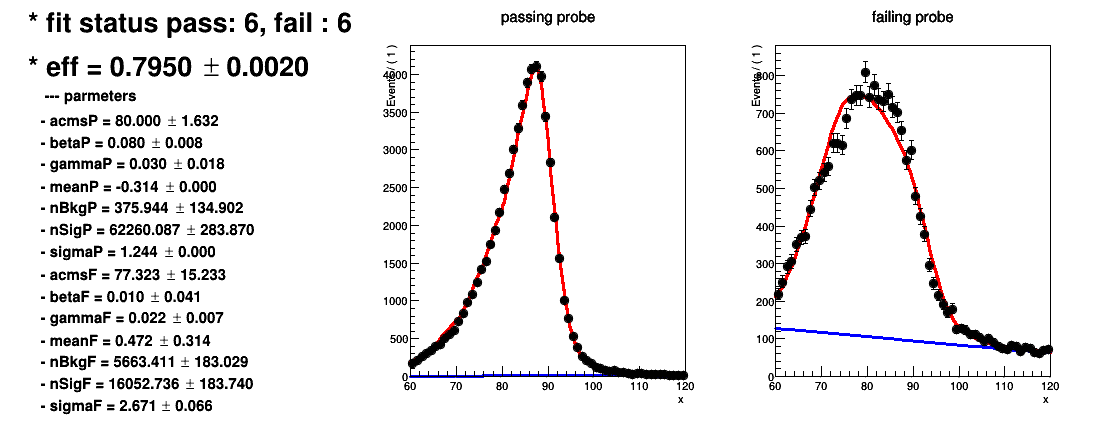 * fit status pass: 6, fail : 6
* eff = 0.7950 ± 0.0020
--- parmeters
- acmsP = 80.000 ± 1.632
- betaP = 0.080 ± 0.008
- gammaP = 0.030 ± 0.018
- meanP = -0.314 ± 0.000
- nBkgP = 375.944 ± 134.902
- nSigP = 62260.087 ± 283.870
- sigmaP = 1.244 ± 0.000
- acmsF = 77.323 ± 15.233
- betaF = 0.010 ± 0.041
- gammaF = 0.022 ± 0.007
- meanF = 0.472 ± 0.314
- nBkgF = 5663.411 ± 183.029
- nSigF = 16052.736 ± 183.740
- sigmaF = 2.671 ± 0.066
passing probe
Events / ( 1 )
4000
3500
3000
2500
2000
1500
1000
500
0
60 70 80 90 100 110 120
x
failing probe
Events / ( 1 )
800
700
600
500
400
300
200
100
0
60 70 80 90 100 110 120
x